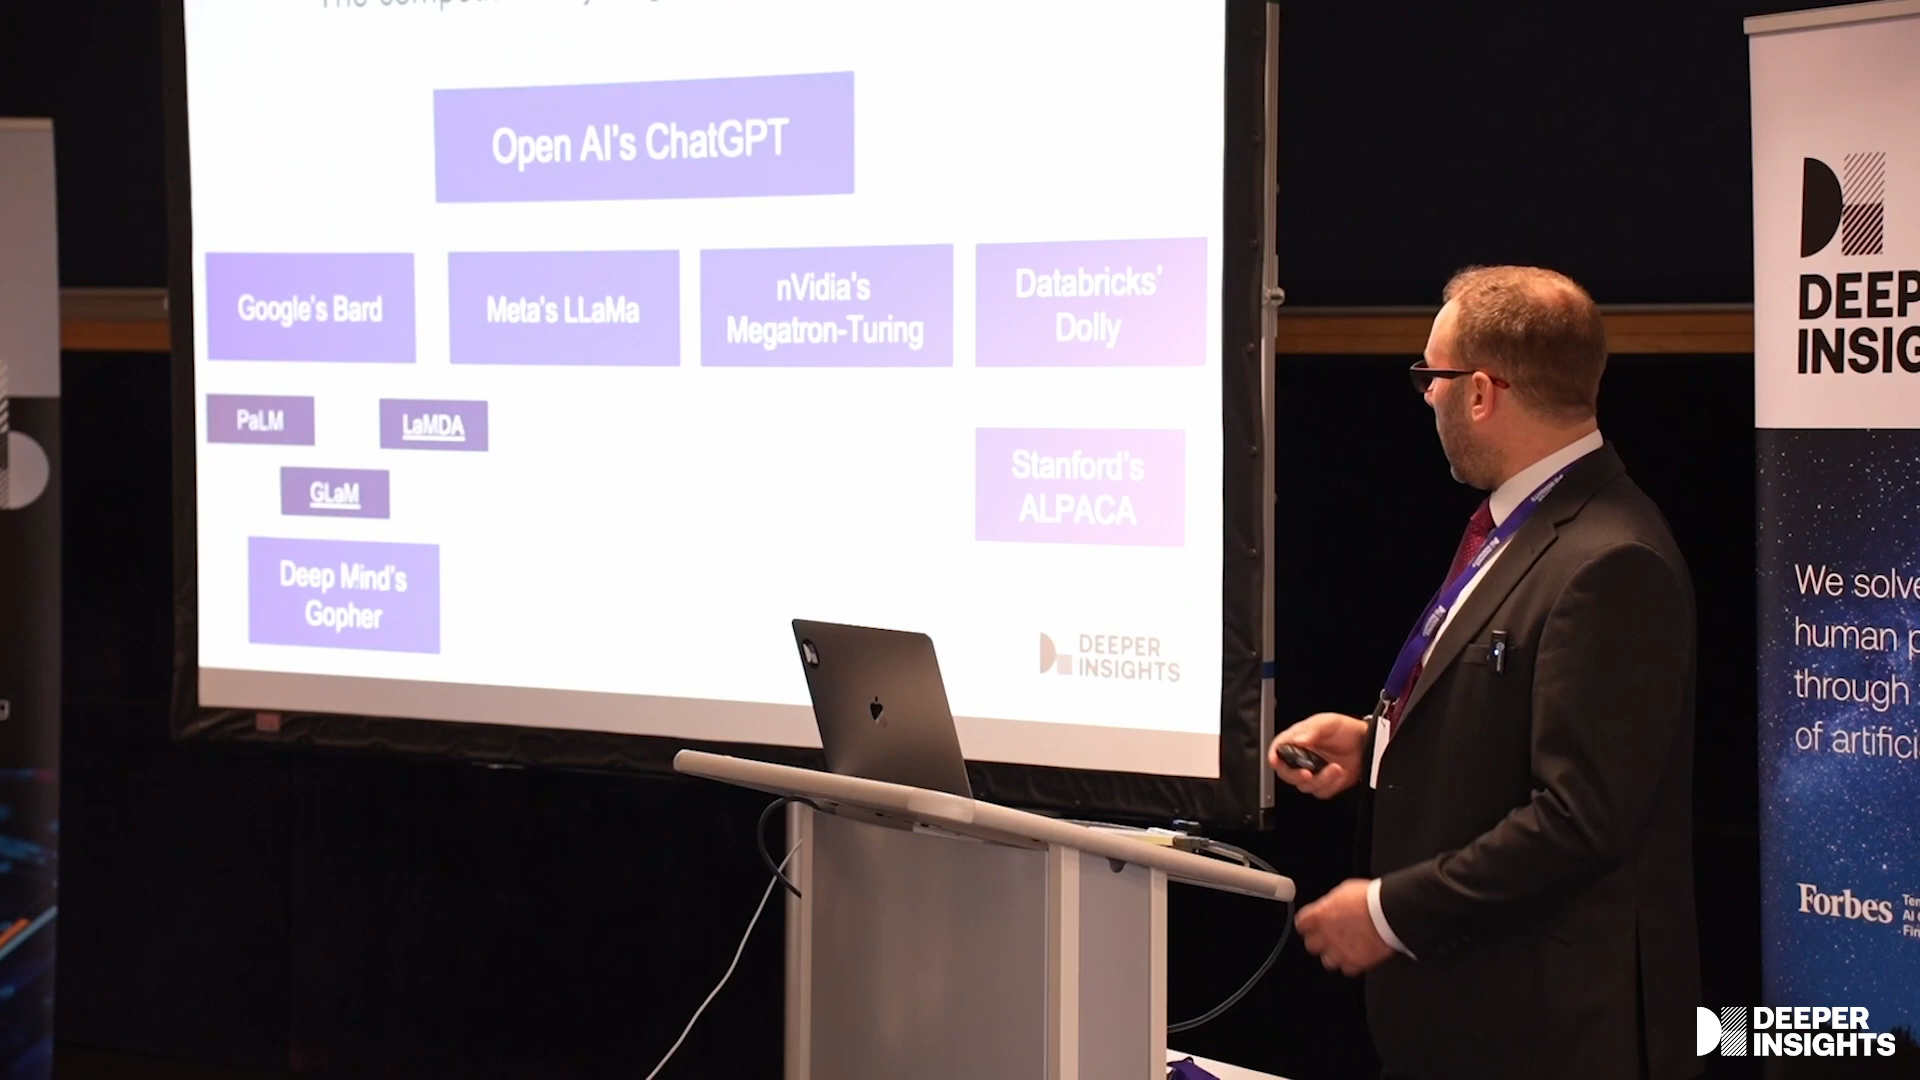 Open AI's ChatGPT
Google's Bard
Meta's LLaMa
nVidia's
Megatron-Turing
Databricks'
Dolly
PaLM
LaMDA
GLaM
Stanford's
ALPACA
Deep Mind's
Gopher
DEEPER
INSIGHTS
DEEP
INSIG
We solve
human p
through
of artifici
Forbes
DEEPER
INSIGHTS